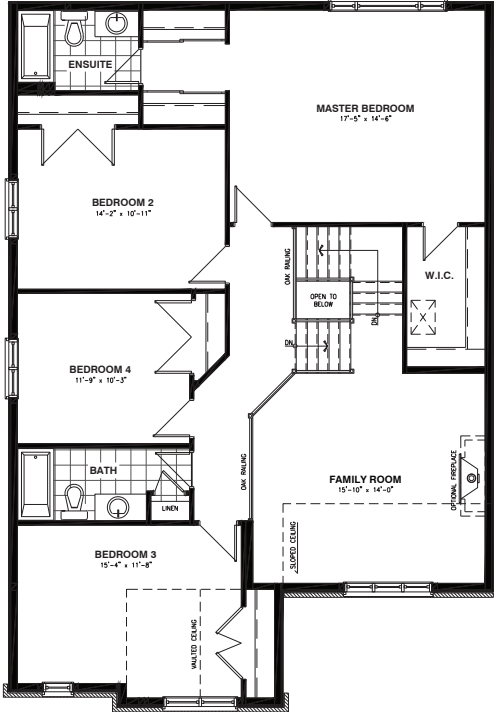 ENSUITE
MASTER BEDROOM
17'-5" x 14'-6"
BEDROOM 2
14'-2" x 10'-11"
OAK RAILING
W.I.C.
OPEN TO
BELOW
DN
DN
BEDROOM 4
11'-9" x 10'-3"
BATH
OAK RAILING
FAMILY ROOM
15'-10" x 14'-0"
OPTIONAL FIREPLACE
LINEN
SLOPED CEILING
BEDROOM 3
15'-4" x 11'-8"
VAULTED CEILING